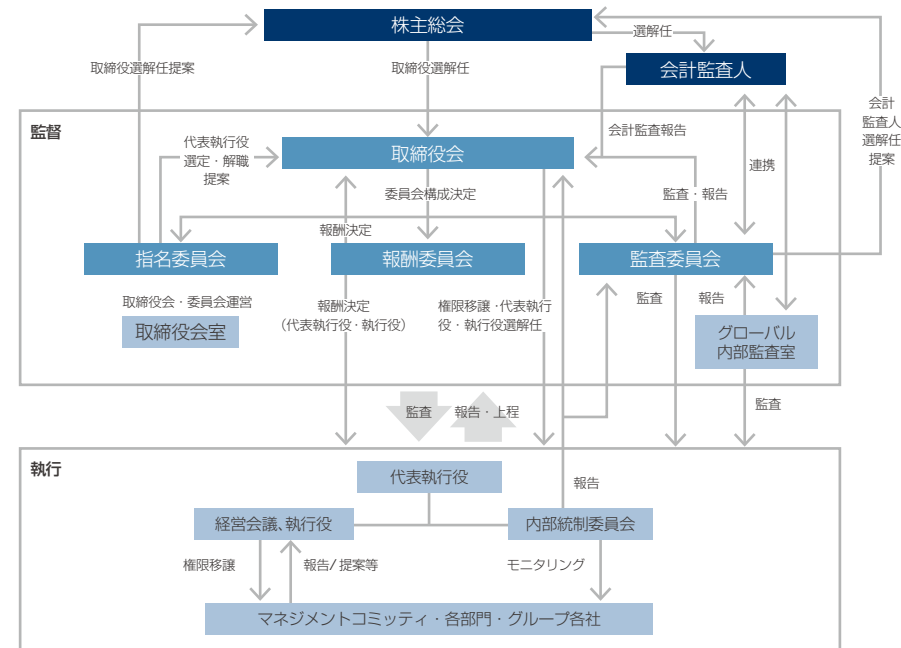 株主総会
選解任
取締役選解任提案
取締役選解任
会計監査人
会計
監査人
選解任
提案
監督
代表執行役
選定・解職
提案
取締役会
会計監査報告
連携
委員会構成決定
監査・報告
報酬決定
指名委員会
報酬委員会
監査委員会
取締役会・委員会運営
取締役会室
報酬決定
（代表執行役・執行役）
権限移譲・代表執行
役・執行役選解任
監査
報告
グローバル
内部監査室
監査
報告・上程
監査
執行
代表執行役
報告
経営会議、執行役
内部統制委員会
権限移譲
報告/提案等
モニタリング
マネジメントコミッティ・各部門・グループ各社